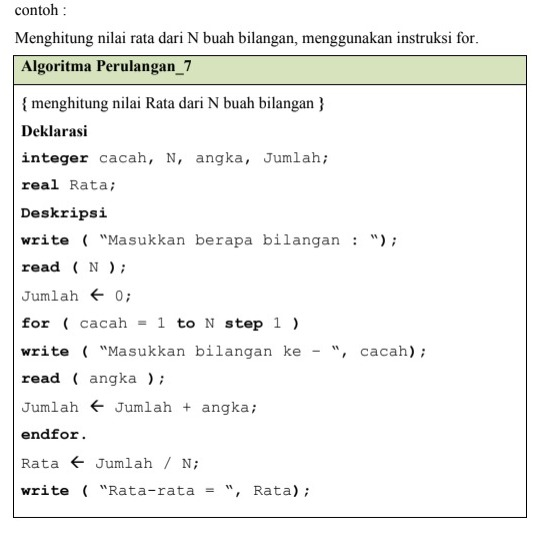 contoh :
Menghitung nilai rata dari N buah bilangan, menggunakan instruksi for.
Algoritma Perulangan_7
{ menghitung nilai Rata dari N buah bilangan }
Deklarasi
integer cacah, N, angka, Jumlah;
real Rata;
Deskripsi
write ( “Masukkan berapa bilangan : “);
read ( N );
Jumlah ← 0;
for ( cacah = 1 to N step 1 )
write ( “Masukkan bilangan ke – “, cacah);
read ( angka );
Jumlah ← Jumlah + angka;
endfor.
Rata ← Jumlah / N;
write ( “Rata-rata = “, Rata);